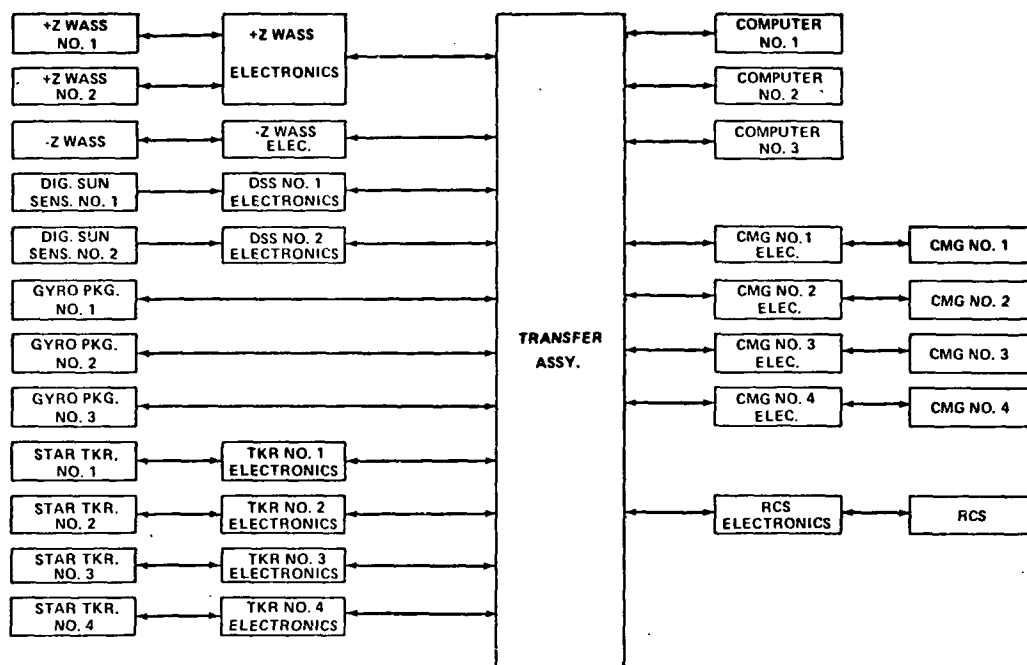 +Z WASS
NO. 1
+Z WASS
NO. 2
-Z WASS
DIG. SUN
SENS. NO. 1
DIG. SUN
SENS. NO. 2
GYRO PKG.
NO. 1
GYRO PKG.
NO. 2
GYRO PKG.
NO. 3
STAR TKR.
NO. 1
STAR TKR.
NO. 2
STAR TKR.
NO. 3
STAR TKR.
NO. 4
+Z WASS
ELECTRONICS
-Z WASS
ELEC.
DSS NO. 1
ELECTRONICS
DSS NO. 2
ELECTRONICS
TKR NO. 1
ELECTRONICS
TKR NO. 2
ELECTRONICS
TKR NO. 3
ELECTRONICS
TKR NO. 4
ELECTRONICS
TRANSFER
ASSY.
COMPUTER
NO. 1
COMPUTER
NO. 2
COMPUTER
NO. 3
CMG NO. 1
ELEC.
CMG NO. 2
ELEC.
CMG NO. 3
ELEC.
CMG NO. 4
ELEC.
RCS
ELECTRONICS
CMG NO. 1
CMG NO. 2
CMG NO. 3
CMG NO. 4
RCS